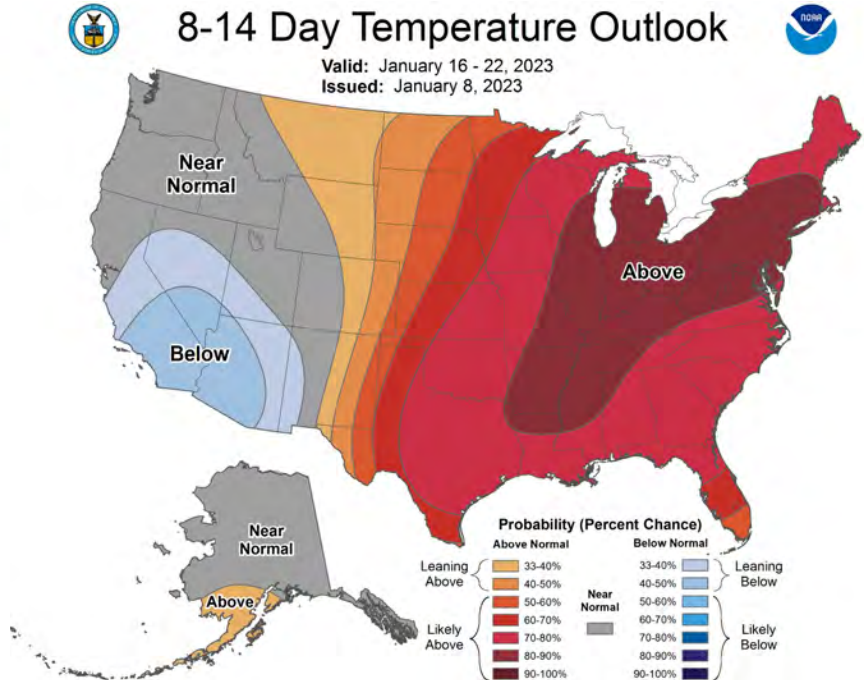 8-14 Day Temperature Outlook
NOAA
Valid: January 16 - 22, 2023
Issued: January 8, 2023
Near
Normal
Above
Below
Near
Normal
Above
Probability (Percent Chance)
Above Normal
Below Normal
Leaning
Above
33-40%
40-50%
Likely
Above
50-60%
60-70%
70-80%
80-90%
90-100%
Near
Normal
33-40%
40-50%
Leaning
Below
50-60%
60-70%
70-80%
80-90%
90-100%
Likely
Below